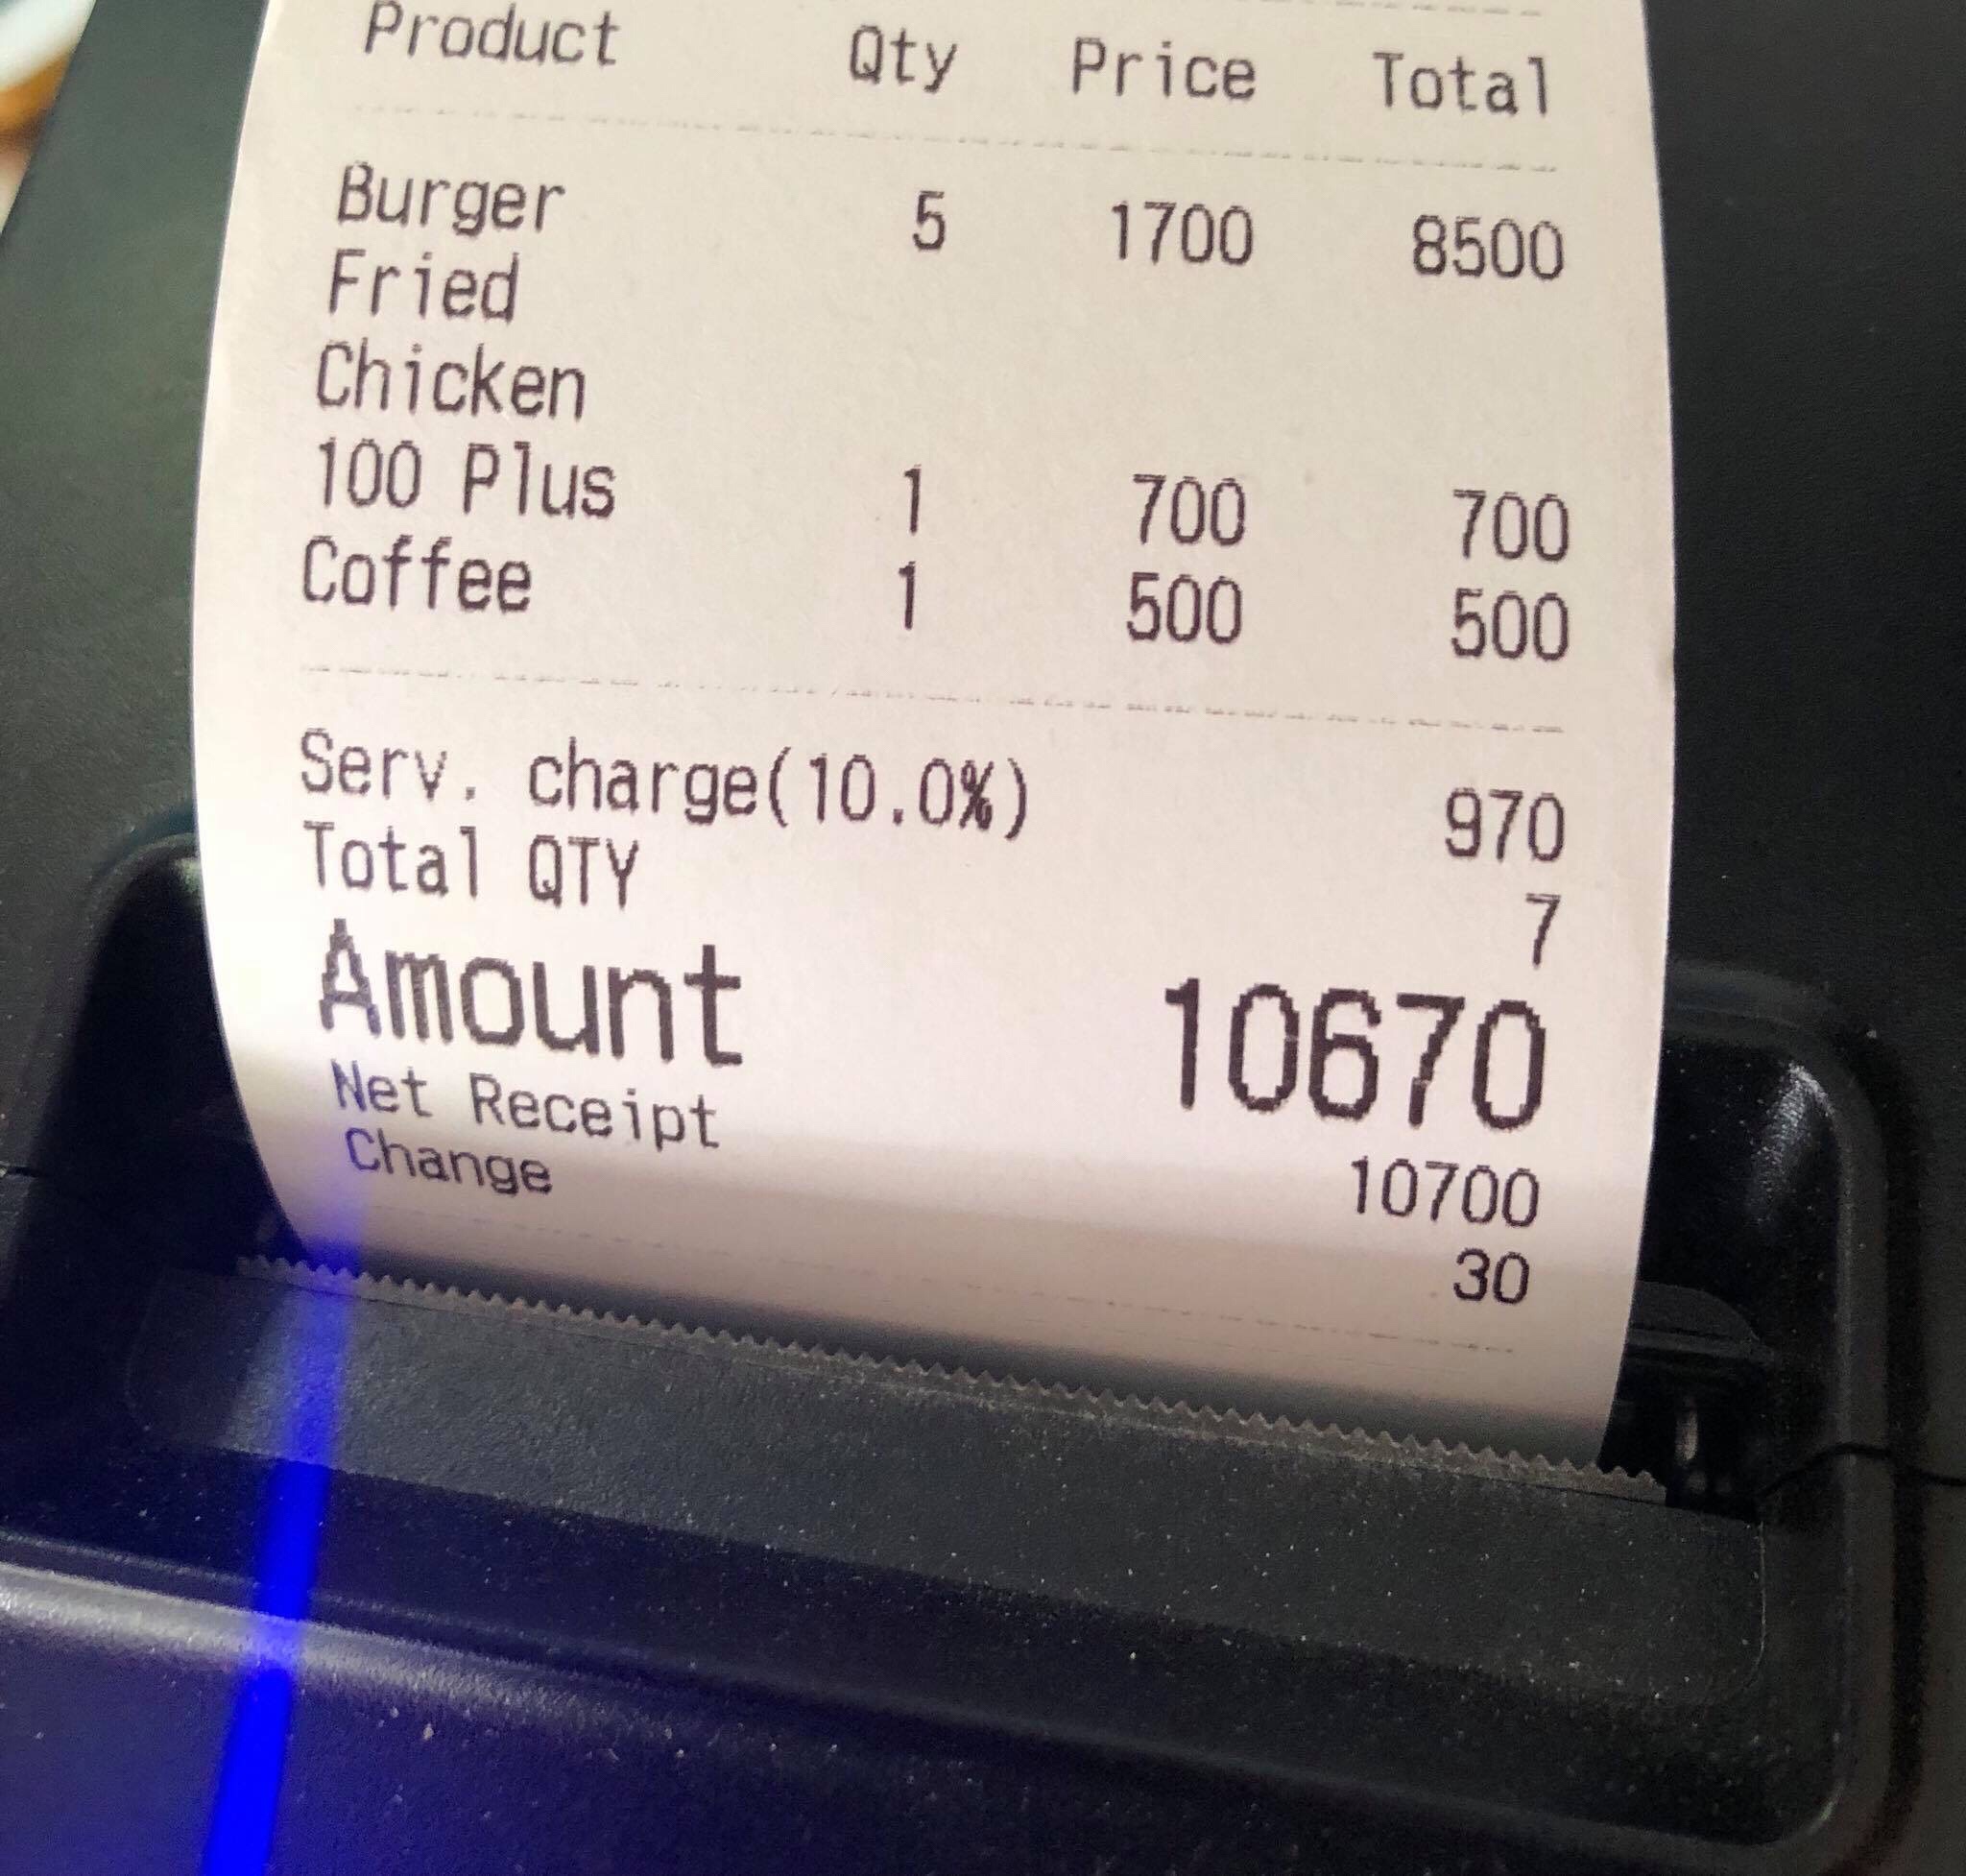 Product Qty Price Total
Burger 5 1700 8500
Fried
Chicken
100 Plus 1 700 700
Coffee 1 500 500
Serv. charge(10.0%) 970
Total QTY 7
Amount 10670
Net Receipt 10700
Change 30